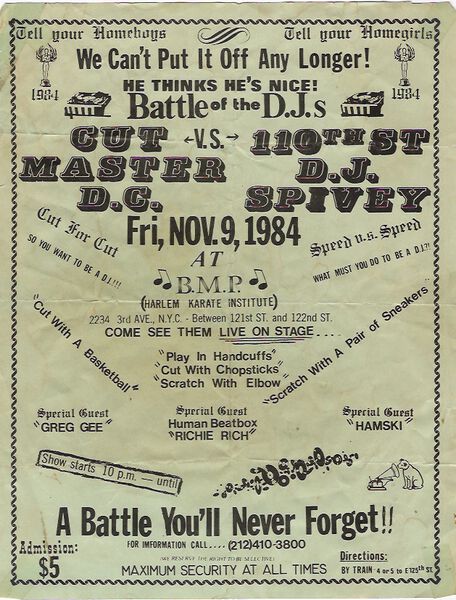 Tell your Homeboys
Tell your Homegirls
We Can't Put It Off Any Longer!
1984
1984
HE THINKS HE'S NICE!
Battle of the D.J.s
CUT MASTER D.C.
V.S.
110TH ST D.J. SPIVEY
Cut For Cut
SO YOU WANT TO BE A D.J.!!!
Fri, NOV. 9, 1984
Speed v.s. Speed
WHAT MUST YOU DO TO BE A D.J.?!
AT
B.M.P.
(HARLEM KARATE INSTITUTE)
2234 3rd AVE., N.Y.C. - Between 121st ST. and 122nd ST.
COME SEE THEM LIVE ON STAGE....
"Cut With A Basketball"
"Play In Handcuffs"
"Cut With Chopsticks"
"Scratch With Elbow"
"Scratch With A Pair of Sneakers"
Special Guest
"GREG GEE"
Special Guest
Human Beatbox
"RICHIE RICH"
Special Guest
"HAMSKI"
Show starts 10 p.m. — until
A Battle You'll Never Forget!!
FOR IMFORMATION CALL.... (212)410-3800
(WE RESERVE THE RIGHT TO BE SELECTIVE)
MAXIMUM SECURITY AT ALL TIMES
Admission:
$5
Directions:
BY TRAIN 4 or 5 to E 125th ST.